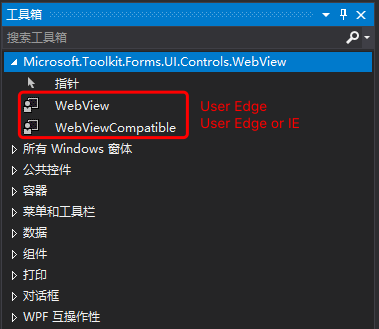 工具箱
搜索工具箱
Microsoft.Toolkit.Forms.UI.Controls.WebView
指针
WebView User Edge
WebViewCompatible User Edge or IE
所有 Windows 窗体
公共控件
容器
菜单和工具栏
数据
组件
打印
对话框
WPF 互操作性